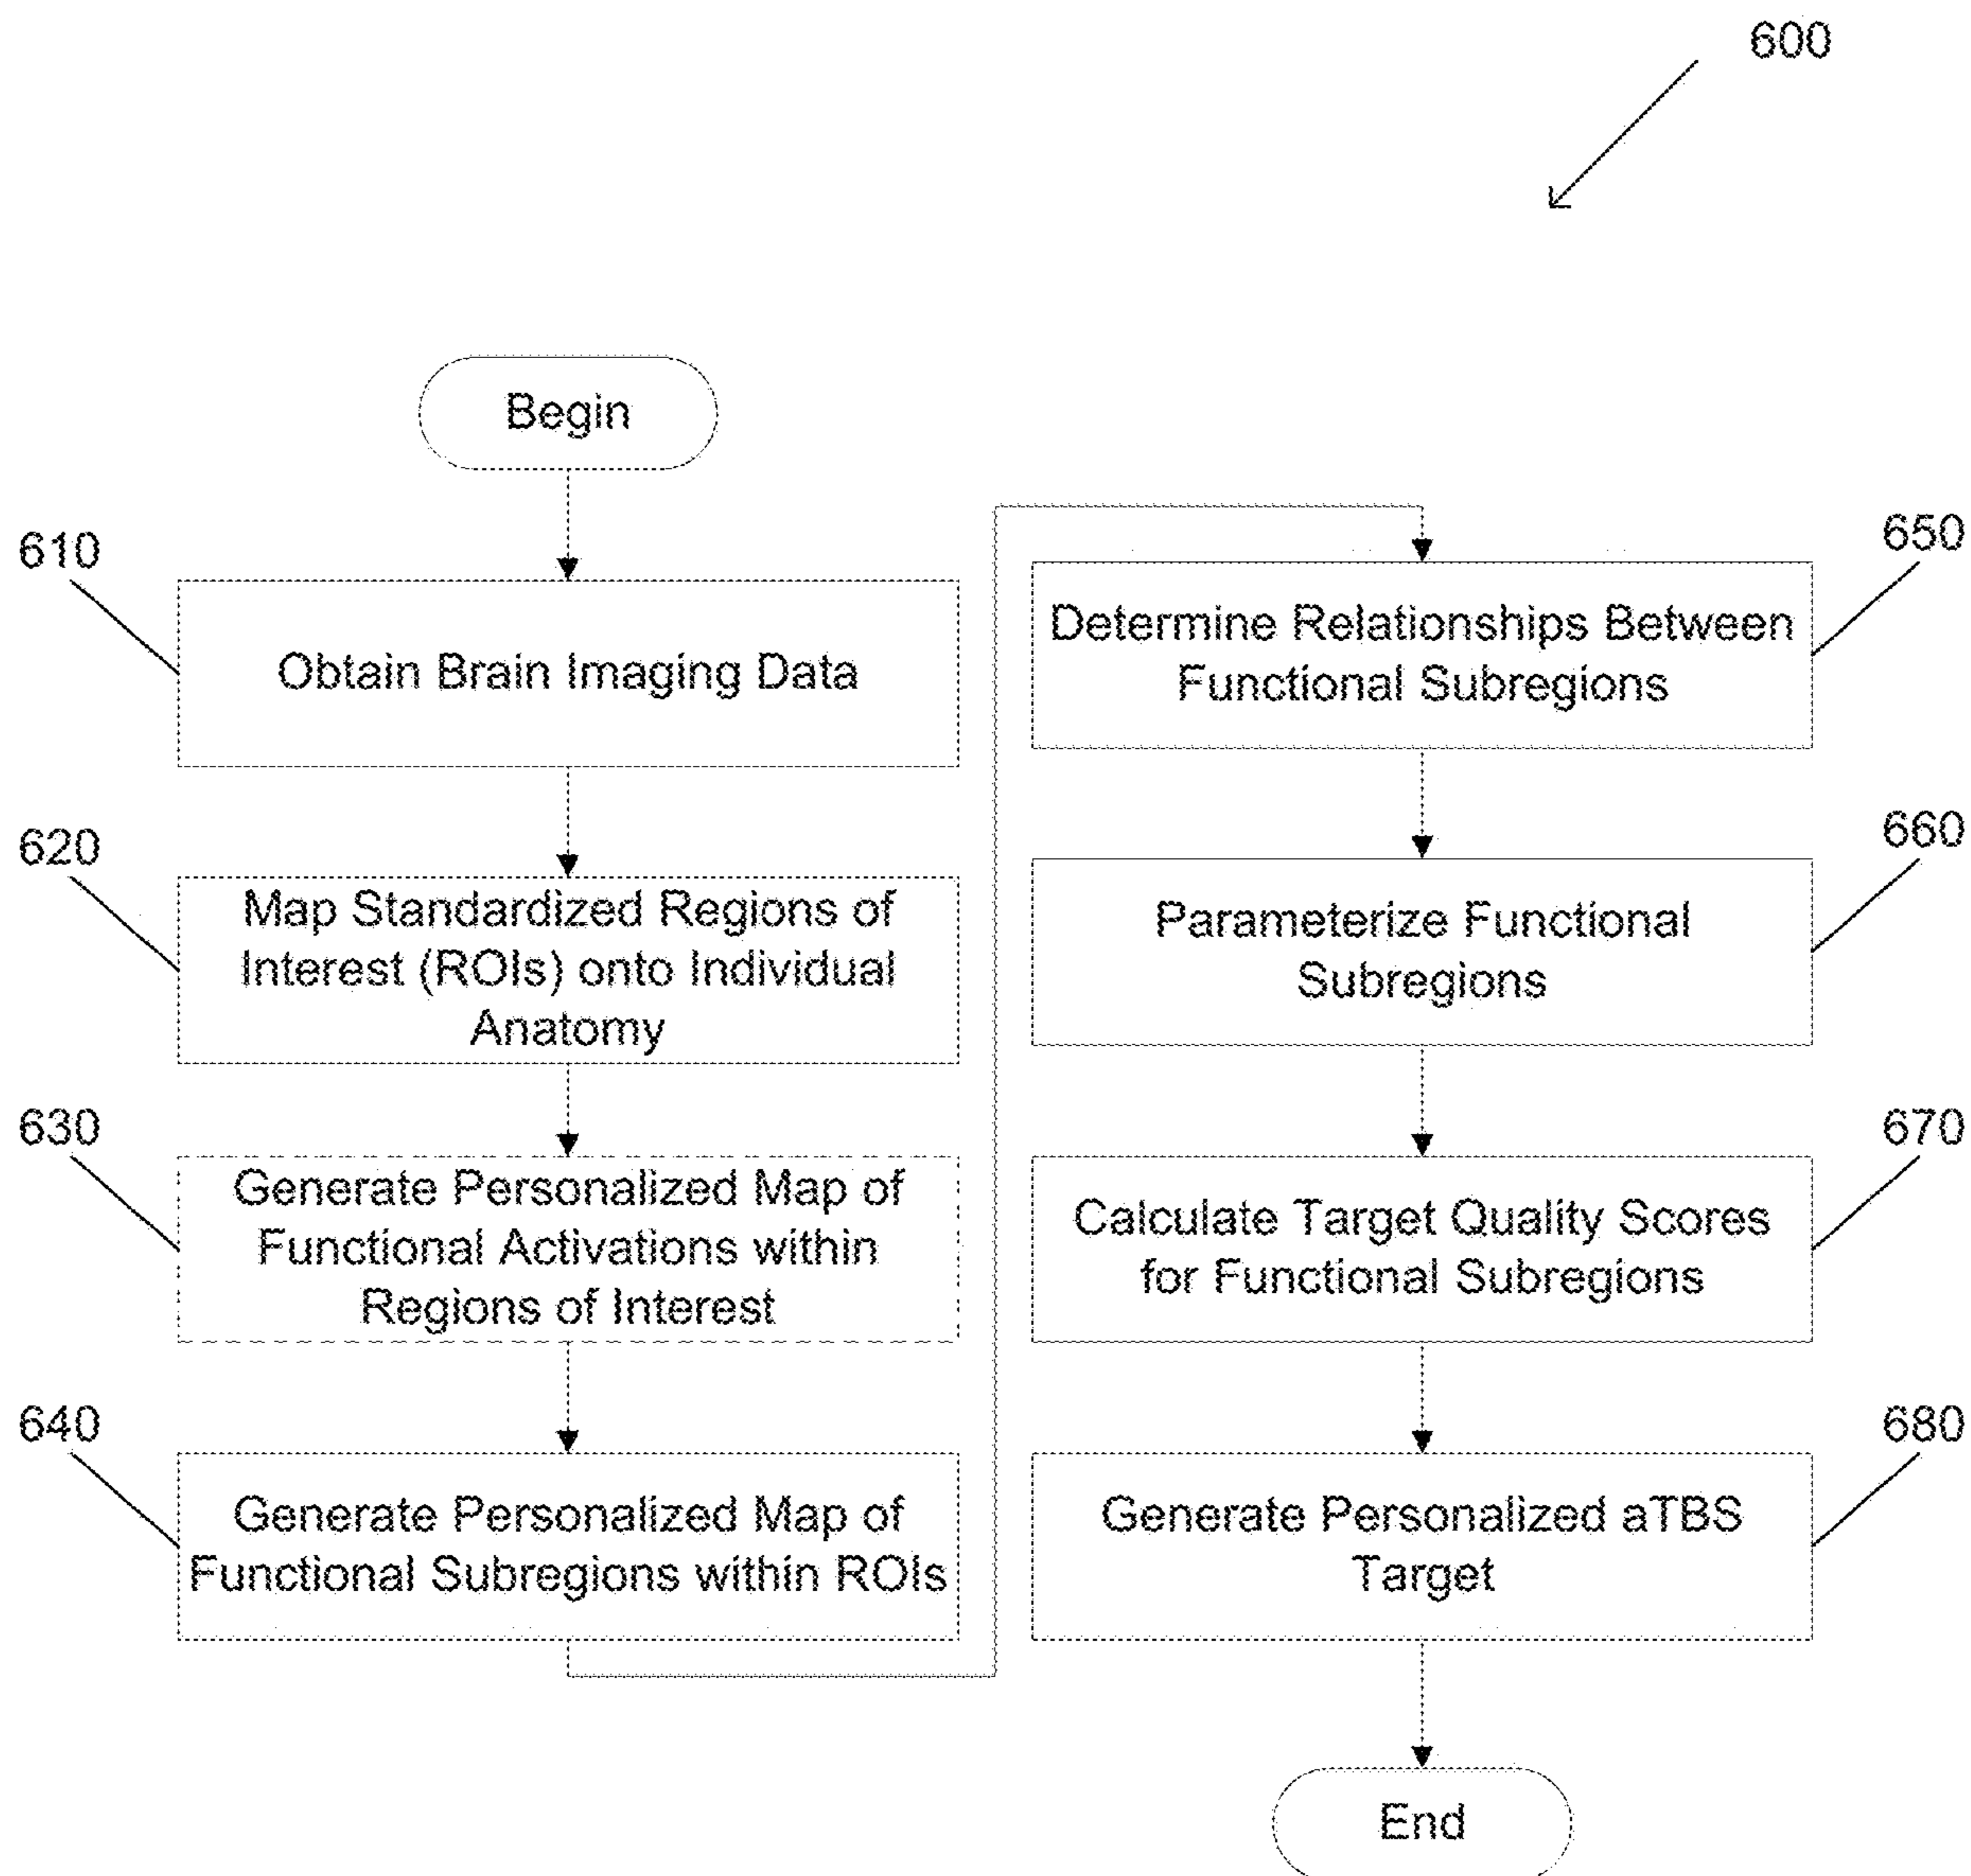 600
Begin
610
Obtain Brain Imaging Data
620
Map Standardized Regions of
Interest (ROIs) onto Individual
Anatomy
630
Generate Personalized Map of
Functional Activations within
Regions of Interest
640
Generate Personalized Map of
Functional Subregions within ROIs
650
Determine Relationships Between
Functional Subregions
660
Parameterize Functional
Subregions
670
Calculate Target Quality Scores
for Functional Subregions
680
Generate Personalized aTBS
Target
End